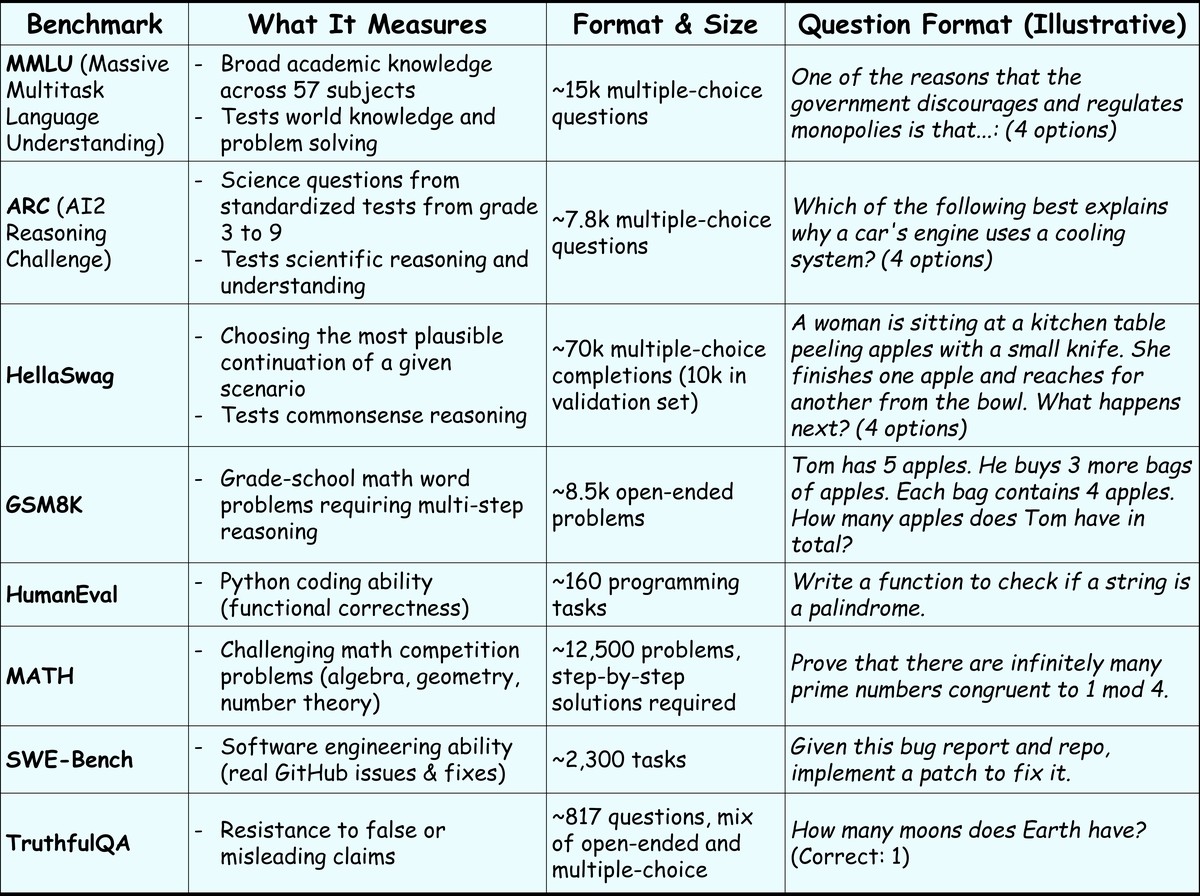 Benchmark
What It Measures
Format & Size
Question Format (Illustrative)
MMLU (Massive
Multitask
Language
Understanding)
- Broad academic knowledge
across 57 subjects
- Tests world knowledge and
problem solving
~15k multiple-choice
questions
One of the reasons that the
government discourages and regulates
monopolies is that...: (4 options)
ARC (AI2
Reasoning
Challenge)
- Science questions from
standardized tests from grade
3 to 9
- Tests scientific reasoning and
understanding
~7.8k multiple-choice
questions
Which of the following best explains
why a car's engine uses a cooling
system? (4 options)
HellaSwag
- Choosing the most plausible
continuation of a given
scenario
- Tests commonsense reasoning
~70k multiple-choice
completions (10k in
validation set)
A woman is sitting at a kitchen table
peeling apples with a small knife. She
finishes one apple and reaches for
another from the bowl. What happens
next? (4 options)
GSM8K
- Grade-school math word
problems requiring multi-step
reasoning
~8.5k open-ended
problems
Tom has 5 apples. He buys 3 more bags
of apples. Each bag contains 4 apples.
How many apples does Tom have in
total?
HumanEval
- Python coding ability
(functional correctness)
~160 programming
tasks
Write a function to check if a string is
a palindrome.
MATH
- Challenging math competition
problems (algebra, geometry,
number theory)
~12,500 problems,
step-by-step
solutions required
Prove that there are infinitely many
prime numbers congruent to 1 mod 4.
SWE-Bench
- Software engineering ability
(real GitHub issues & fixes)
~2,300 tasks
Given this bug report and repo,
implement a patch to fix it.
TruthfulQA
- Resistance to false or
misleading claims
~817 questions, mix
of open-ended and
multiple-choice
How many moons does Earth have?
(Correct: 1)